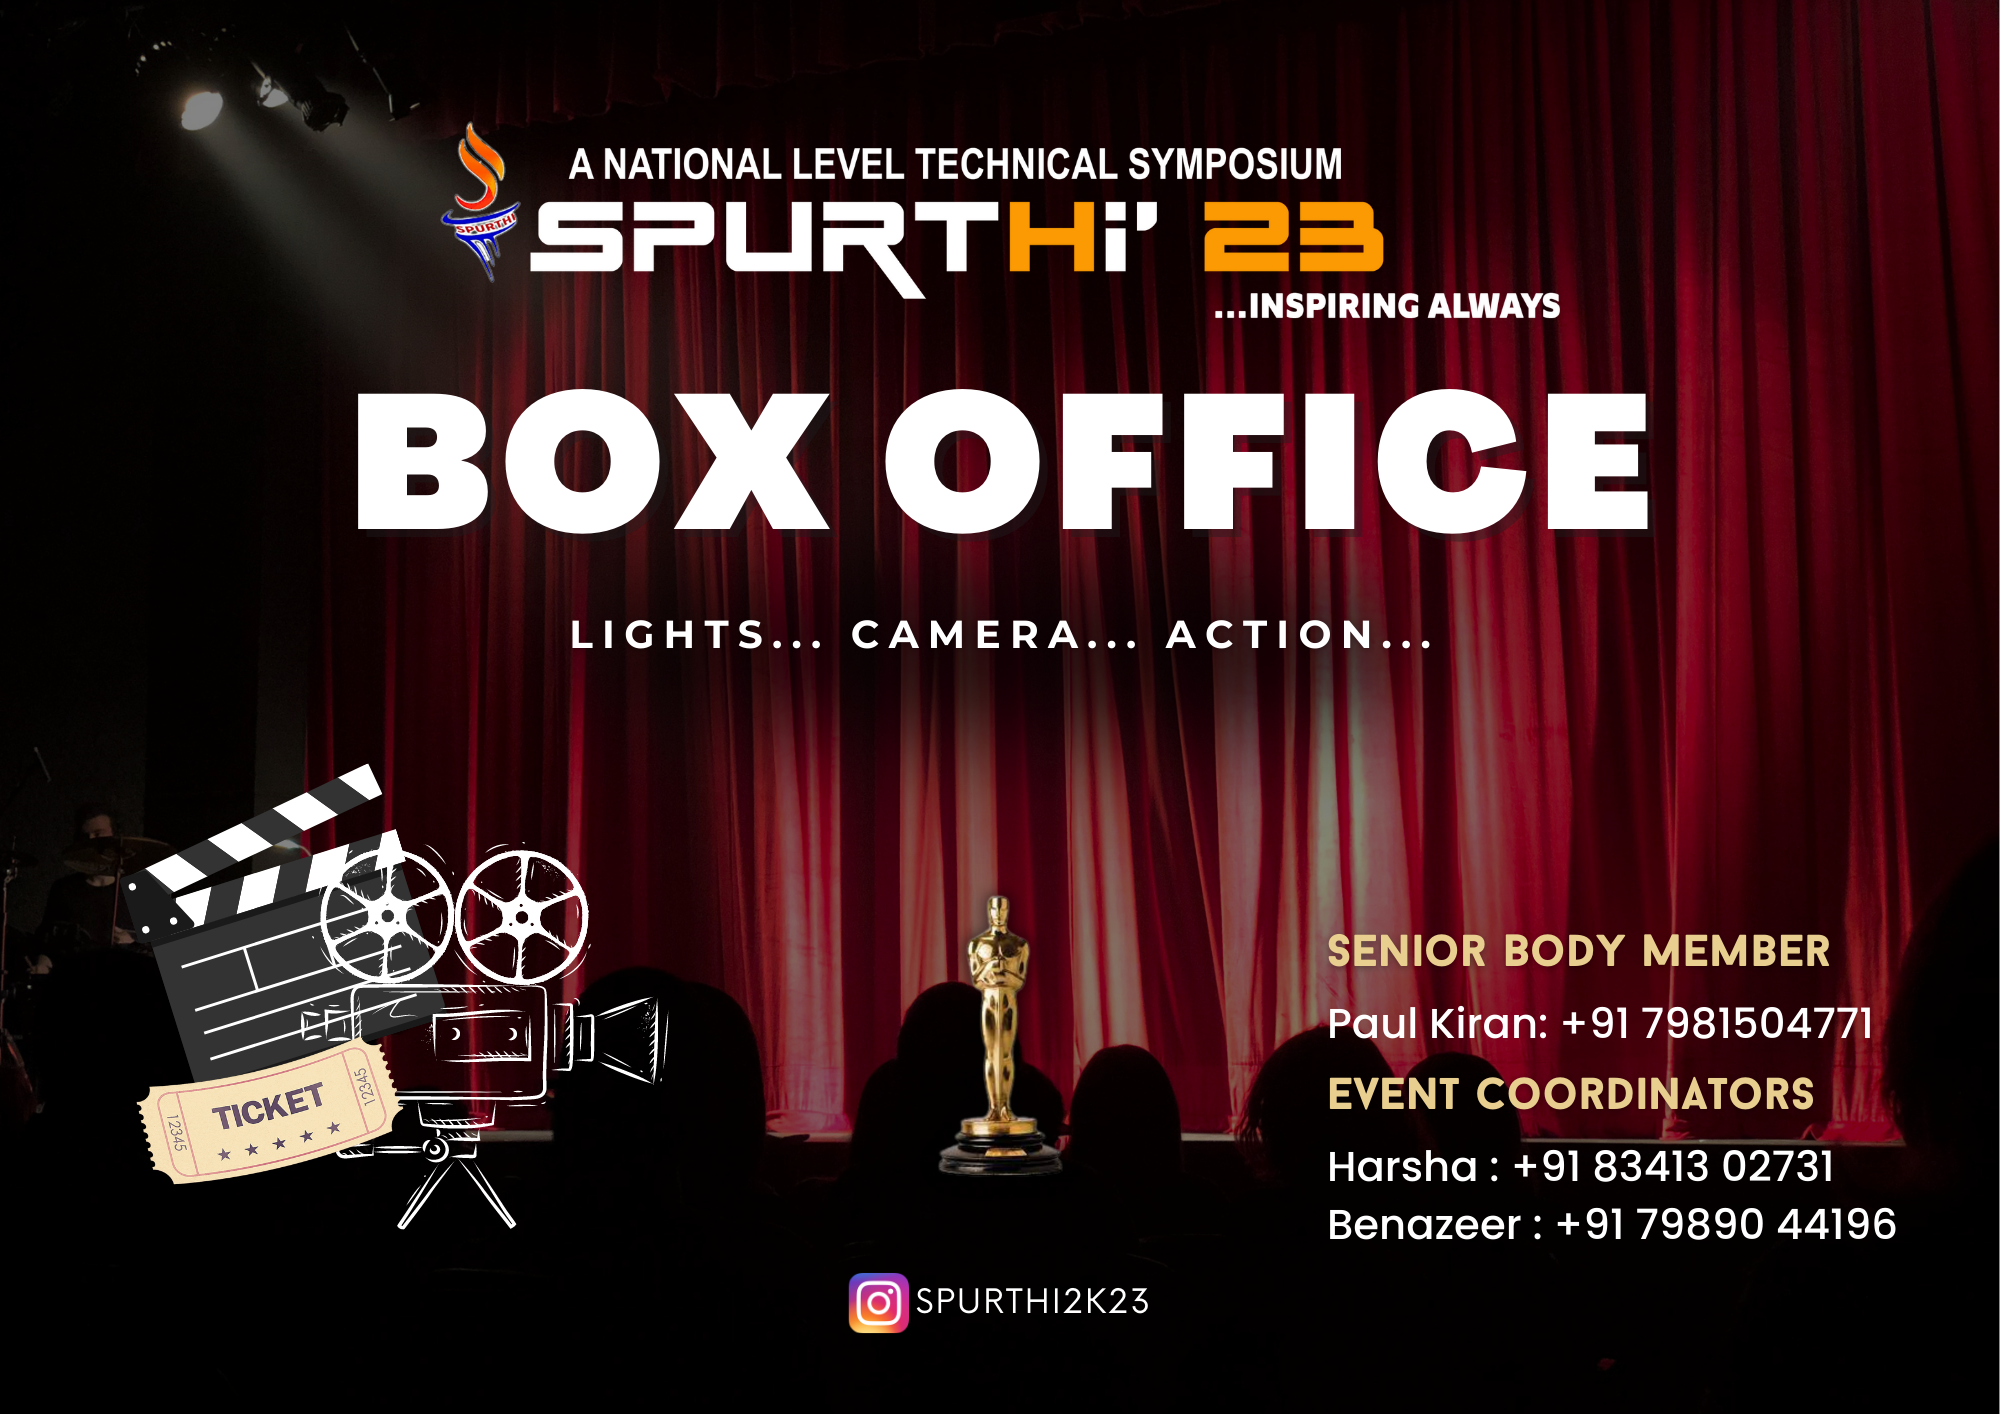 A NATIONAL LEVEL TECHNICAL SYMPOSIUM
SPURTHI
SPURTHi' 23
...INSPIRING ALWAYS
BOX OFFICE
LIGHTS... CAMERA... ACTION...
TICKET
12345
12345
SENIOR BODY MEMBER
Paul Kiran: +91 7981504771
EVENT COORDINATORS
Harsha : +91 83413 02731
Benazeer : +91 79890 44196
SPURTHI2K23